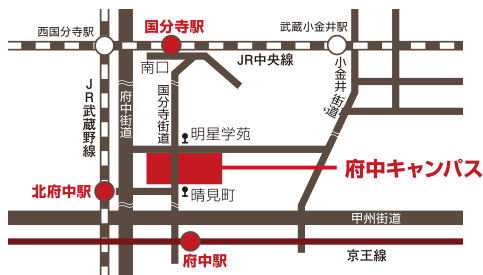 国分寺駅
武蔵小金井駅
西国分寺駅
JR中央線
南口
小金井街道
JR武蔵野線
府中街道
国分寺街道
明星学苑
府中キャンパス
北府中駅
晴見町
甲州街道
京王線
府中駅